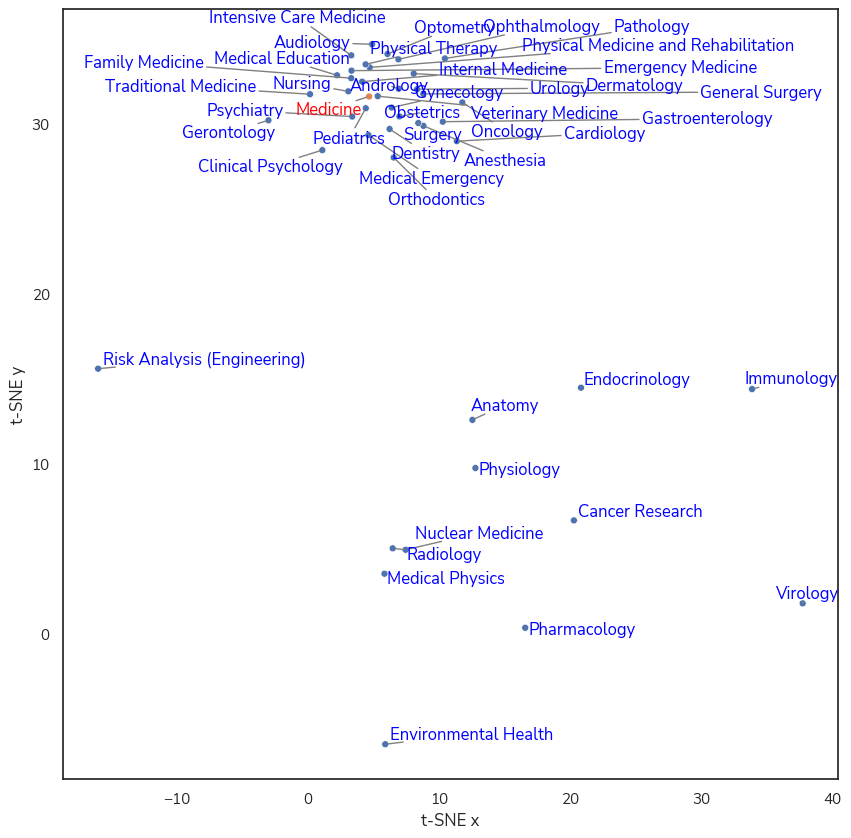 Intensive Care Medicine
Optometry
Ophthalmology
Pathology
Audiology
Physical Therapy
Physical Medicine and Rehabilitation
Family Medicine
Medical Education
Internal Medicine
Emergency Medicine
Traditional Medicine
Nursing
Andrology
Gynecology
Urology
Dermatology
General Surgery
Psychiatry
Medicine
Obstetrics
Veterinary Medicine
Gastroenterology
Gerontology
Pediatrics
Surgery
Oncology
Cardiology
Clinical Psychology
Dentistry
Anesthesia
Medical Emergency
Orthodontics
Risk Analysis (Engineering)
Endocrinology
Immunology
Anatomy
Physiology
Cancer Research
Nuclear Medicine
Radiology
Medical Physics
Virology
Pharmacology
Environmental Health
30
20
10
0
t-SNE y
−10
0
10
20
30
40
t-SNE x